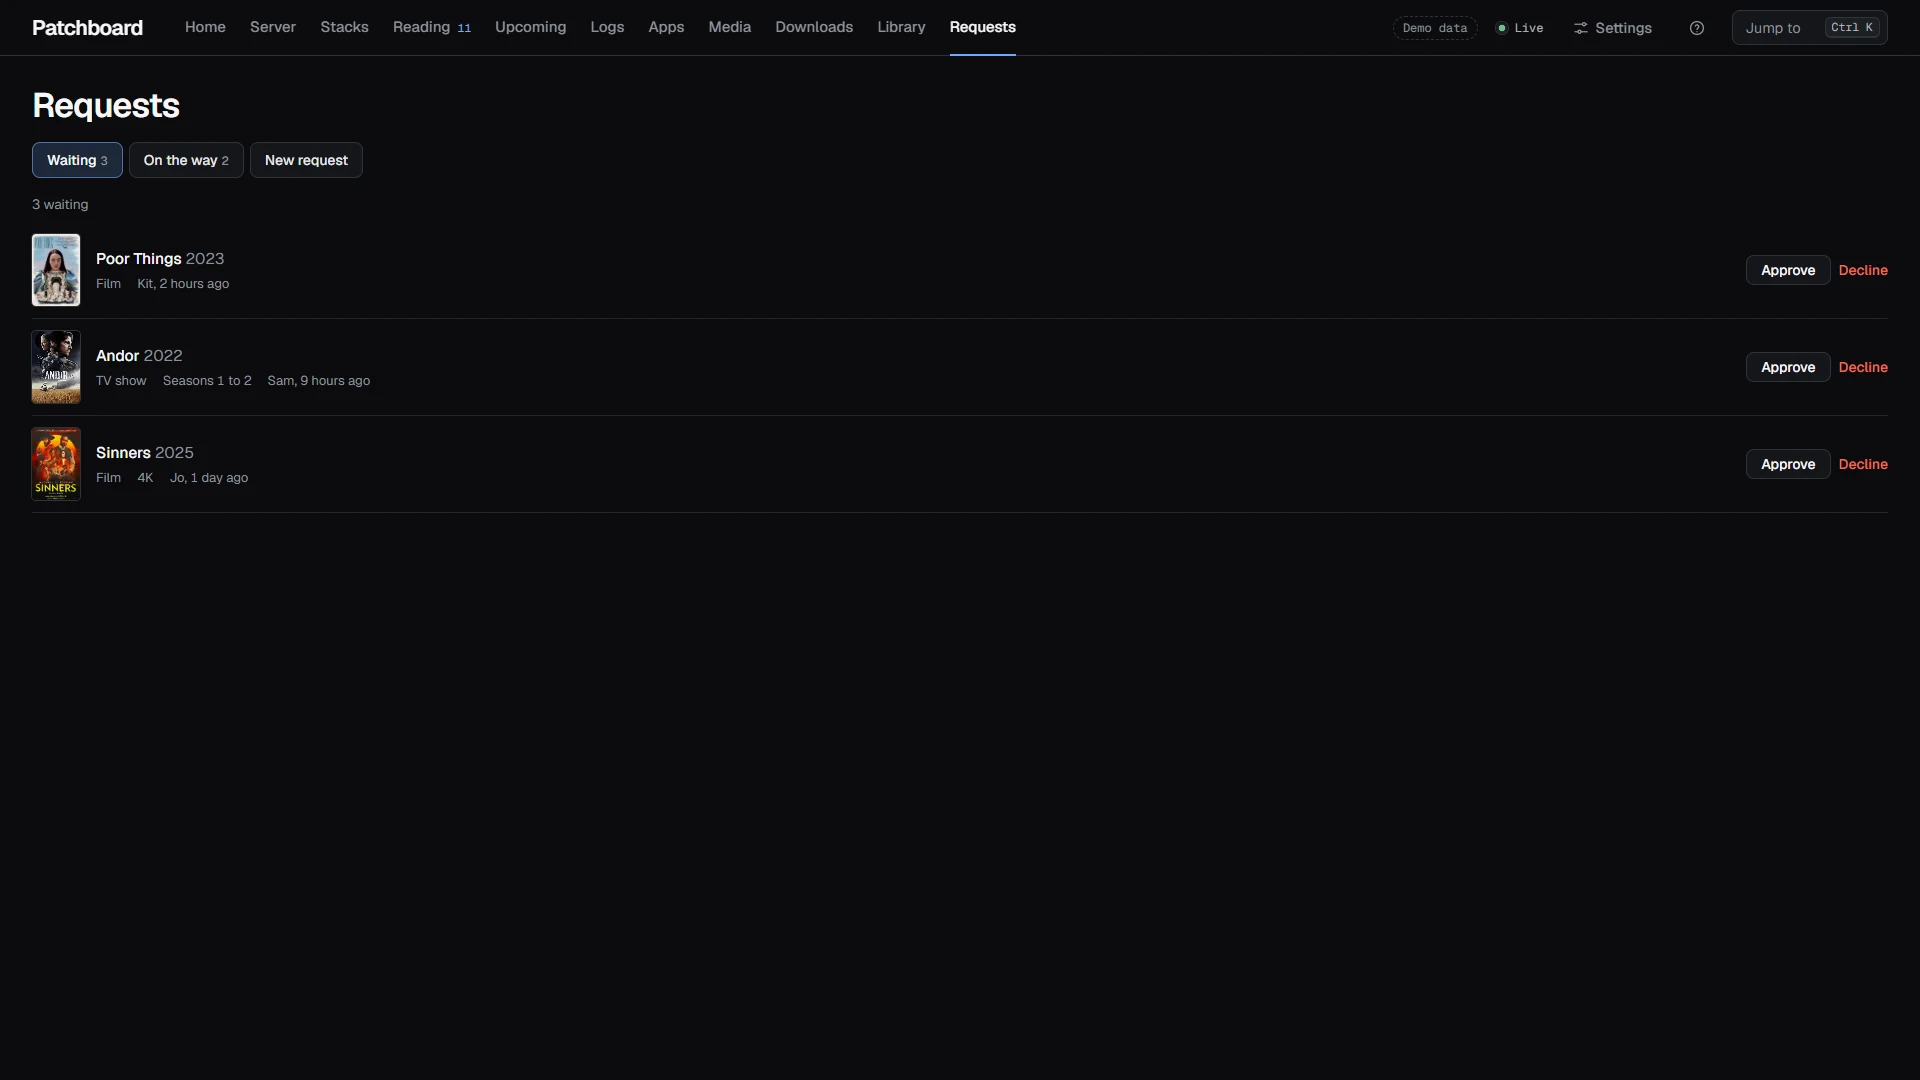 Patchboard Home Server Stacks Reading 11 Upcoming Logs Apps Media Downloads Library Requests Demo data Live Settings Jump to Ctrl K
Requests
Waiting 3 On the way 2 New request
3 waiting
Poor Things 2023
Film Kit, 2 hours ago
Approve Decline
ANDOR
Andor 2022
TV show Seasons 1 to 2 Sam, 9 hours ago
Approve Decline
SINNERS
Sinners 2025
Film 4K Jo, 1 day ago
Approve Decline